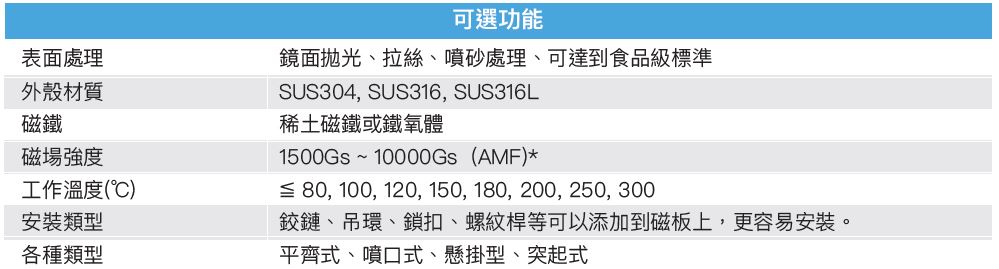 可選功能
表面處理 鏡面拋光、拉絲、噴砂處理、可達到食品級標準
外殼材質 SUS304, SUS316, SUS316L
磁鐵 稀土磁鐵或鐵氧體
磁場強度 1500Gs ~ 10000Gs (AMF)*
工作溫度(℃) ≦ 80, 100, 120, 150, 180, 200, 250, 300
安裝類型 鉸鏈、吊環、鎖扣、螺紋桿等可以添加到磁板上，更容易安裝。
各種類型 平齊式、噴口式、懸掛型、突起式